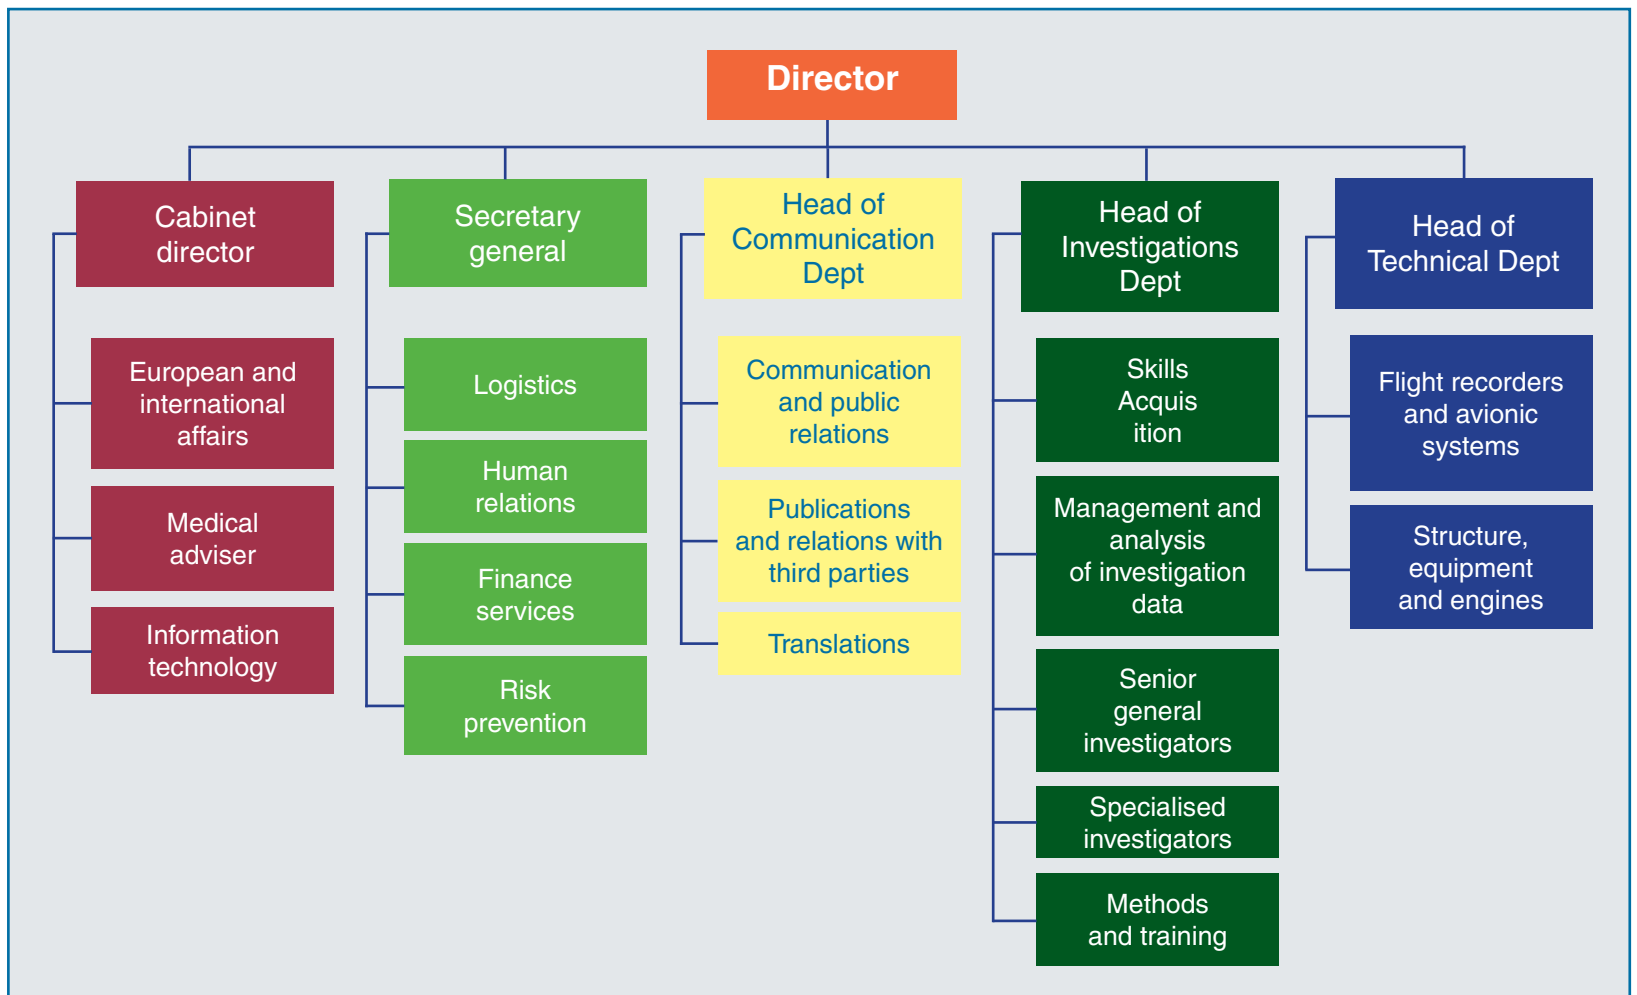 Director
Cabinet
director
European and
international
affairs
Medical
adviser
Information
technology
Secretary
general
Logistics
Human
relations
Finance
services
Risk
prevention
Head of
Communication
Dept
Communication
and public
relations
Publications
and relations with
third parties
Translations
Head of
Investigations
Dept
Skills
Acquis
ition
Management and
analysis
of investigation
data
Senior
general
investigators
Specialised
investigators
Methods
and training
Head of
Technical Dept
Flight recorders
and avionic
systems
Structure,
equipment
and engines